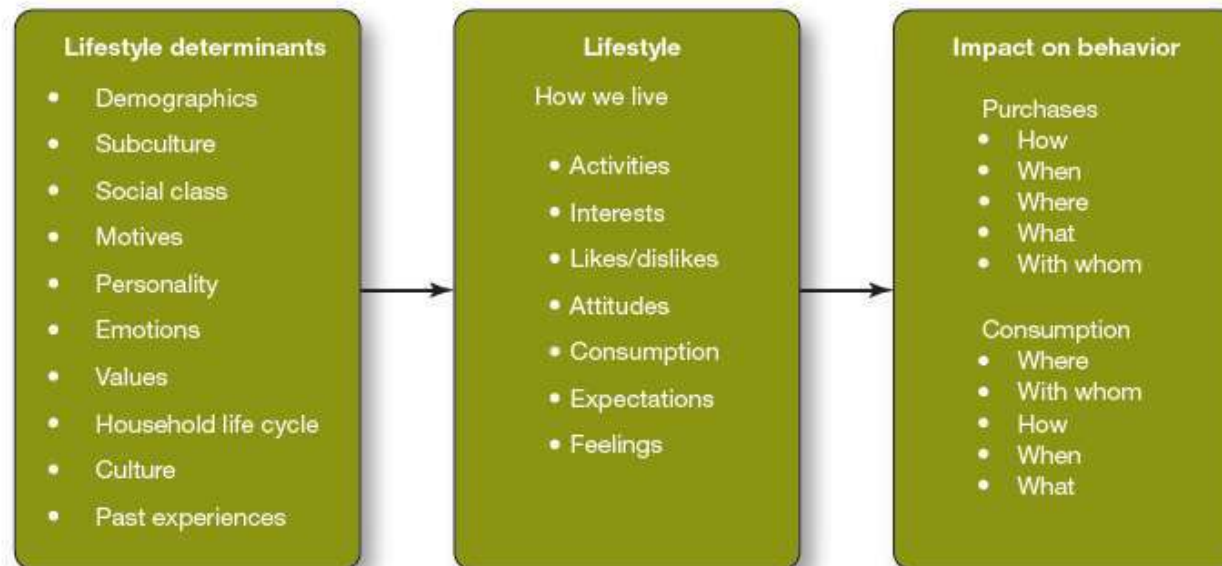 Lifestyle determinants
• Demographics
• Subculture
• Social class
• Motives
• Personality
• Emotions
• Values
• Household life cycle
• Culture
• Past experiences
Lifestyle
How we live
• Activities
• Interests
• Likes/dislikes
• Attitudes
• Consumption
• Expectations
• Feelings
Impact on behavior
Purchases
• How
• When
• Where
• What
• With whom
Consumption
• Where
• With whom
• How
• When
• What